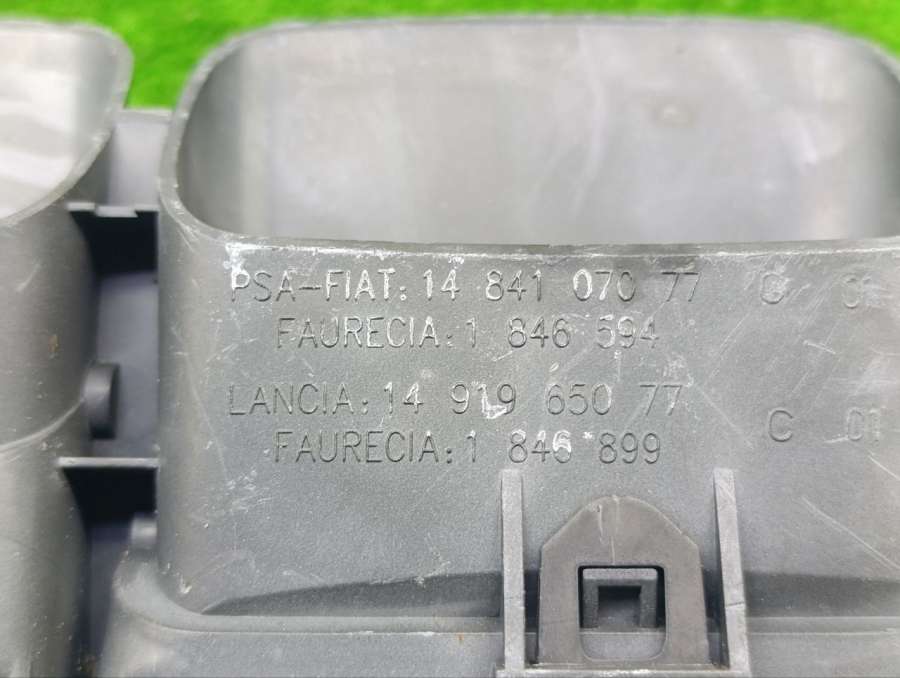 PSA-FIAT: 14 841 070 77 C 01
FAURECIA: 1 846 594
LANCIA: 14 919 650 77 C 01
FAURECIA: 1 846 899